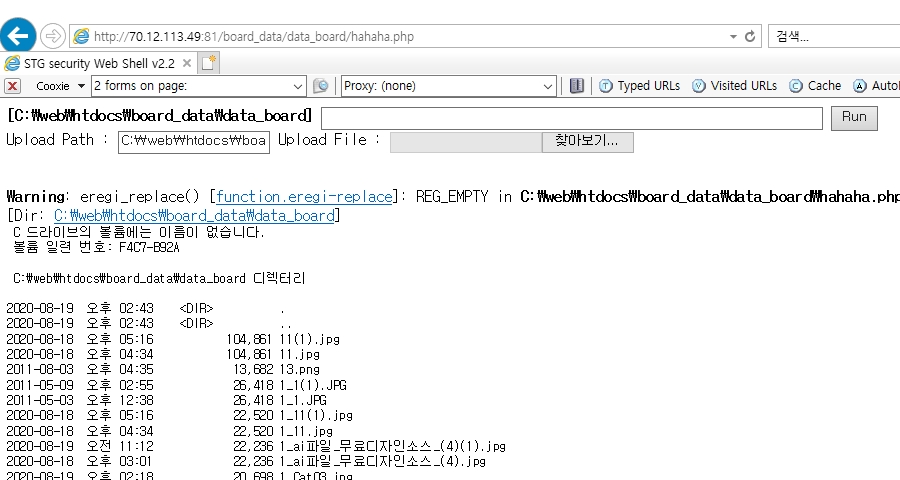 http://70.12.113.49:81/board_data/data_board/hahaha.php 검색...
STG security Web Shell v2.2
Cooxie 2 forms on page: Proxy: (none) Typed URLs Visited URLs Cache AutoI
[C:₩web₩htdocs₩board_data₩data_board] Run
Upload Path : C:₩web₩htdocs₩boa Upload File : 찾아보기...
Warning: eregi_replace() [function.eregi-replace]: REG_EMPTY in C:₩web₩htdocs₩board_data₩data_board₩hahaha.php
[Dir: C:₩web₩htdocs₩board_data₩data_board]
C 드라이브의 볼륨에는 이름이 없습니다.
볼륨 일련 번호: F4C7-B92A
C:₩web₩htdocs₩board_data₩data_board 디렉터리
2020-08-19 오후 02:43 <DIR> .
2020-08-19 오후 02:43 <DIR> ..
2020-08-18 오후 05:16 104,861 11(1).jpg
2020-08-18 오후 04:34 104,861 11.jpg
2011-08-03 오후 04:35 13,682 13.png
2011-05-09 오후 02:55 26,418 1_1(1).JPG
2011-05-03 오후 12:38 26,418 1_1.JPG
2020-08-18 오후 05:16 22,520 1_11(1).jpg
2020-08-18 오후 04:34 22,520 1_11.jpg
2020-08-19 오전 11:12 22,236 1_ai파일_무료디자인소스_(4)(1).jpg
2020-08-18 오후 03:01 22,236 1_ai파일_무료디자인소스_(4).jpg
2020-08-19 오후 02:18 20,698 1_Cat03.jpg